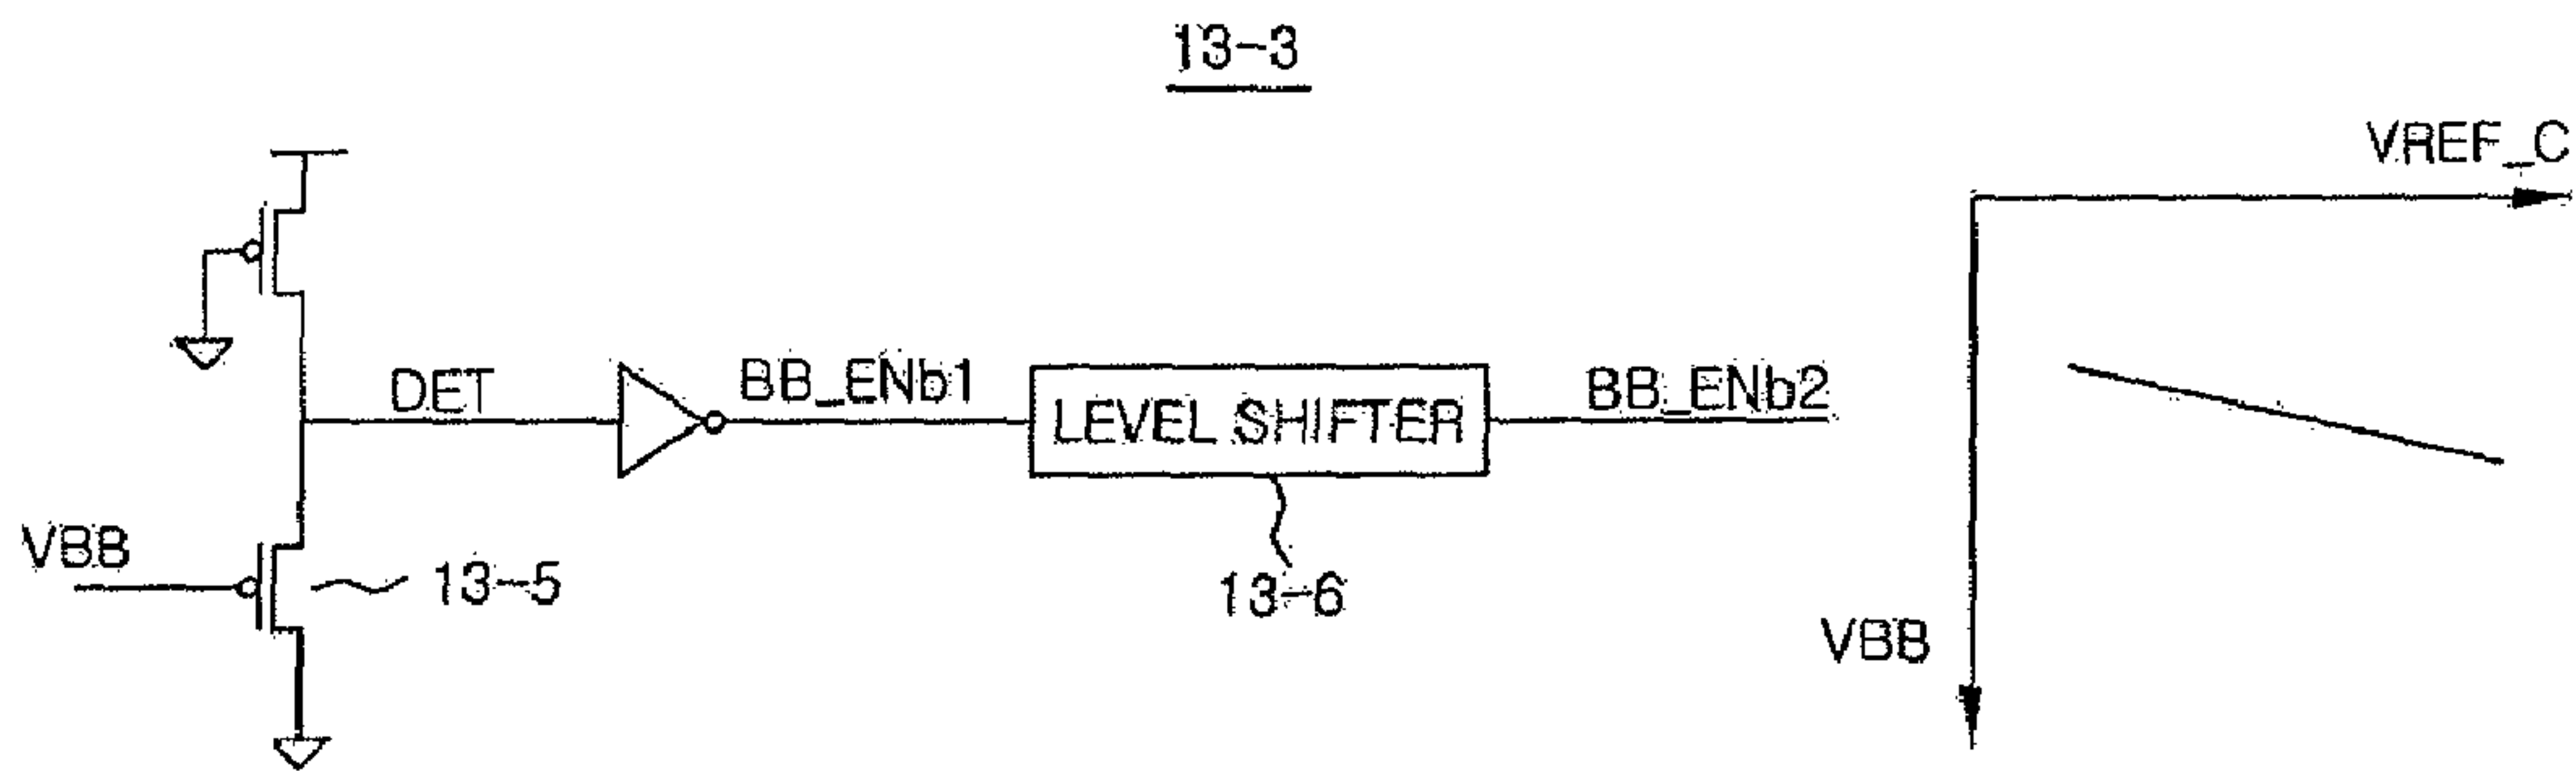 13-3
VREF_C
DET
BB_ENb1
LEVEL SHIFTER
BB_ENb2
VBB
13-5
13-6
VBB